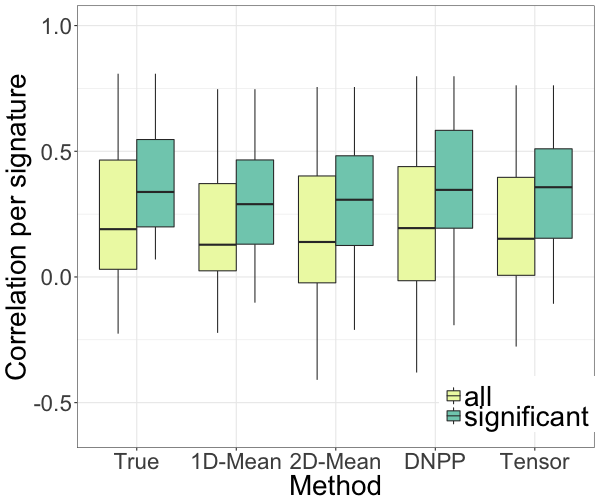 Correlation per signature
1.0
0.5
0.0
-0.5
all
significant
True 1D-Mean 2D-Mean DNPP Tensor
Method